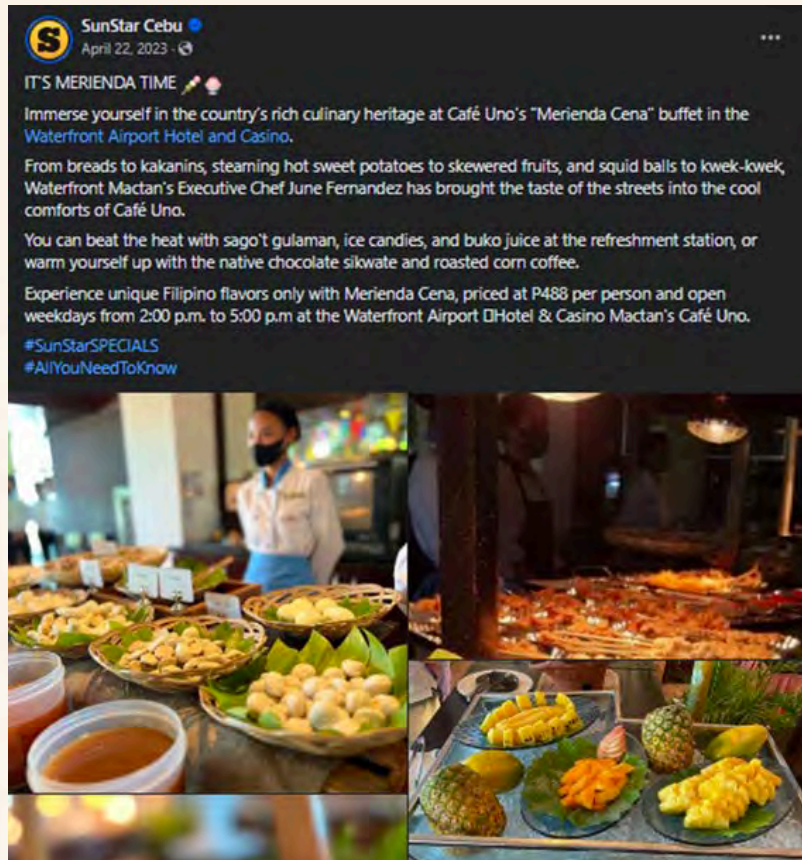 SunStar Cebu
April 22, 2023 ·
IT'S MERIENDA TIME
Immerse yourself in the country's rich culinary heritage at Café Uno's "Merienda Cena" buffet in the
Waterfront Airport Hotel and Casino.
From breads to kakanins, steaming hot sweet potatoes to skewered fruits, and squid balls to kwek-kwek,
Waterfront Mactan's Executive Chef June Fernandez has brought the taste of the streets into the cool
comforts of Café Uno.
You can beat the heat with sago't gulaman, ice candies, and buko juice at the refreshment station, or
warm yourself up with the native chocolate sikwate and roasted corn coffee.
Experience unique Filipino flavors only with Merienda Cena, priced at P488 per person and open
weekdays from 2:00 p.m. to 5:00 p.m at the Waterfront Airport Hotel & Casino Mactan's Café Uno.
#SunStarSPECIALS
#AllYouNeedToKnow